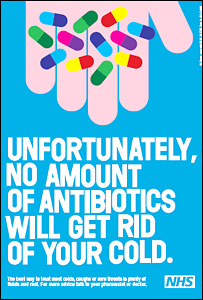 UNFORTUNATELY,
NO AMOUNT
OF ANTIBIOTICS
WILL GET RID
OF YOUR COLD.
The best way to treat most colds, coughs or sore throats is plenty of
fluids and rest. For more advice talk to your pharmacist or doctor.
NHS